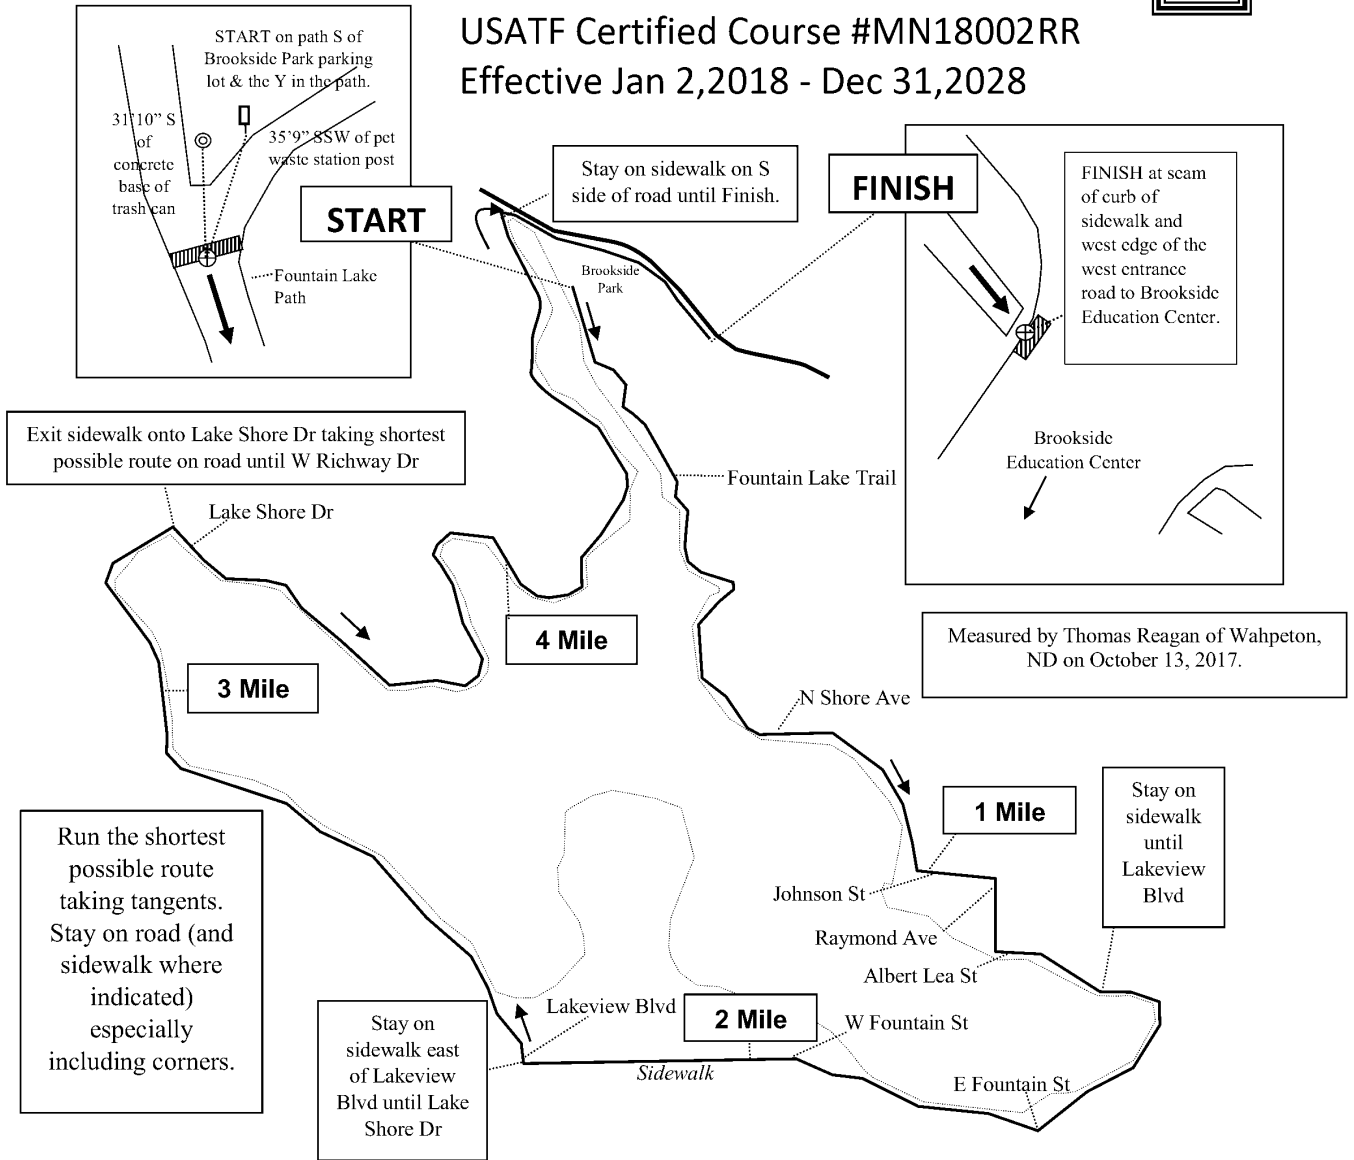 USATF Certified Course #MN18002RR
Effective Jan 2,2018 - Dec 31,2028
START on path S of
Brookside Park parking
lot & the Y in the path.
31'10" S
of
concrete
base of
trash can
35'9" SSW of pet
waste station post
Fountain Lake
Path
START
Stay on sidewalk on S
side of road until Finish.
FINISH
FINISH at seam
of curb of
sidewalk and
west edge of the
west entrance
road to Brookside
Education Center.
Brookside
Education Center
Brookside
Park
Exit sidewalk onto Lake Shore Dr taking shortest
possible route on road until W Richway Dr
Lake Shore Dr
Fountain Lake Trail
4 Mile
3 Mile
Measured by Thomas Reagan of Wahpeton,
ND on October 13, 2017.
N Shore Ave
1 Mile
Stay on
sidewalk
until
Lakeview
Blvd
Run the shortest
possible route
taking tangents.
Stay on road (and
sidewalk where
indicated)
especially
including corners.
Johnson St
Raymond Ave
Albert Lea St
Lakeview Blvd
2 Mile
W Fountain St
Stay on
sidewalk east
of Lakeview
Blvd until Lake
Shore Dr
Sidewalk
E Fountain St